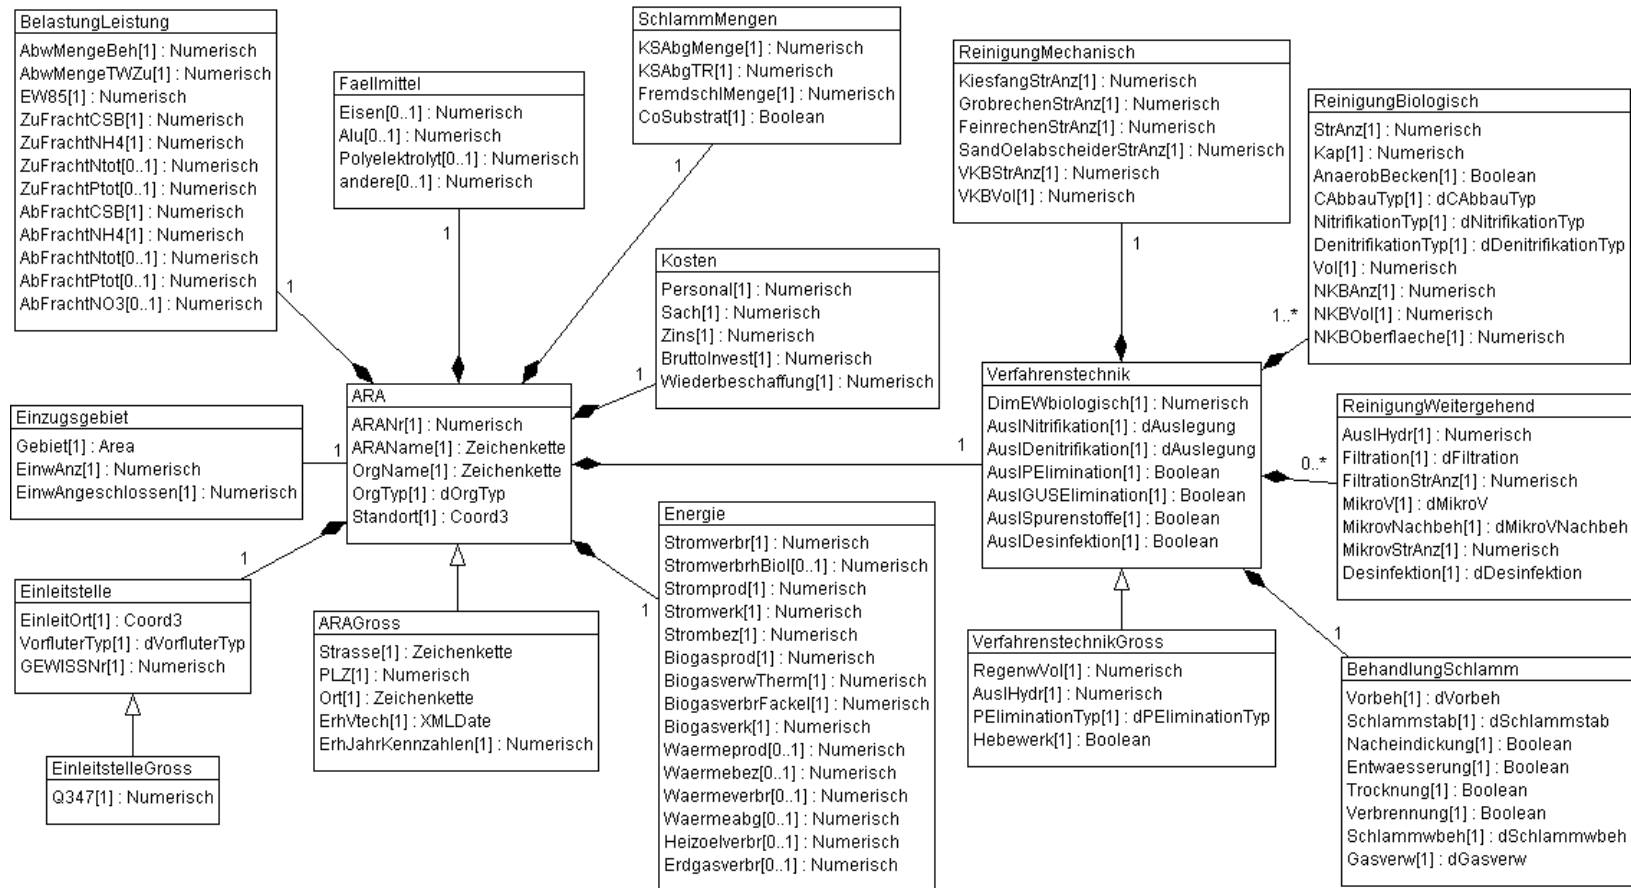 BelastungLeistung
AbwMengeBeh[1] : Numerisch
AbwMengeTWZu[1] : Numerisch
EW85[1] : Numerisch
ZuFrachtCSB[1] : Numerisch
ZuFrachtNH4[1] : Numerisch
ZuFrachtNtot[0..1] : Numerisch
ZuFrachtPtot[0..1] : Numerisch
AbFrachtCSB[1] : Numerisch
AbFrachtNH4[1] : Numerisch
AbFrachtNtot[0..1] : Numerisch
AbFrachtPtot[0..1] : Numerisch
AbFrachtNO3[0..1] : Numerisch
1
Faellmittel
Eisen[0..1] : Numerisch
Alu[0..1] : Numerisch
Polyelektrolyt[0..1] : Numerisch
andere[0..1] : Numerisch
1
SchlammMengen
KSAbgMenge[1] : Numerisch
KSAbgTR[1] : Numerisch
FremdschlMenge[1] : Numerisch
CoSubstrat[1] : Boolean
1
Kosten
Personal[1] : Numerisch
Sach[1] : Numerisch
Zins[1] : Numerisch
BruttoInvest[1] : Numerisch
Wiederbeschaffung[1] : Numerisch
1
ReinigungMechanisch
KiesfangStrAnz[1] : Numerisch
GrobrechenStrAnz[1] : Numerisch
FeinrechenStrAnz[1] : Numerisch
SandOelabscheiderStrAnz[1] : Numerisch
VKBStrAnz[1] : Numerisch
VKBVol[1] : Numerisch
1
ReinigungBiologisch
StrAnz[1] : Numerisch
Kap[1] : Numerisch
AnaerobBecken[1] : Boolean
CAbbauTyp[1] : dCAbbauTyp
NitrifikationTyp[1] : dNitrifikationTyp
DenitrifikationTyp[1] : dDenitrifikationTyp
Vol[1] : Numerisch
NKBAnz[1] : Numerisch
NKBVol[1] : Numerisch
NKBOberflaeche[1] : Numerisch
1..*
Einzugsgebiet
Gebiet[1] : Area
EinwAnz[1] : Numerisch
EinwAngeschlossen[1] : Numerisch
1
ARA
ARANr[1] : Numerisch
ARAName[1] : Zeichenkette
OrgName[1] : Zeichenkette
OrgTyp[1] : dOrgTyp
Standort[1] : Coord3
1
Verfahrenstechnik
DimEWbiologisch[1] : Numerisch
AuslNitrifikation[1] : dAuslegung
AuslDenitrifikation[1] : dAuslegung
AuslPElimination[1] : Boolean
AuslGUSElimination[1] : Boolean
AuslSpurenstoffe[1] : Boolean
AuslDesinfektion[1] : Boolean
ReinigungWeitergehend
AuslHydr[1] : Numerisch
Filtration[1] : dFiltration
FiltrationStrAnz[1] : Numerisch
MikroV[1] : dMikroV
MikrovNachbeh[1] : dMikroVNachbeh
MikrovStrAnz[1] : Numerisch
Desinfektion[1] : dDesinfektion
0..*
Einleitstelle
EinleitOrt[1] : Coord3
VorfluterTyp[1] : dVorfluterTyp
GEWISSNr[1] : Numerisch
1
EinleitstelleGross
Q347[1] : Numerisch
ARAGross
Strasse[1] : Zeichenkette
PLZ[1] : Numerisch
Ort[1] : Zeichenkette
ErhVtech[1] : XMLDate
ErhJahrKennzahlen[1] : Numerisch
Energie
Stromverbr[1] : Numerisch
StromverbrhBiol[0..1] : Numerisch
Stromprod[1] : Numerisch
Stromverk[1] : Numerisch
Strombez[1] : Numerisch
Biogasprod[1] : Numerisch
BiogasverwTherm[1] : Numerisch
BiogasverbrFackel[1] : Numerisch
Biogasverk[1] : Numerisch
Waermeprod[0..1] : Numerisch
Waermebez[0..1] : Numerisch
Waermeverbr[0..1] : Numerisch
Waermeabg[0..1] : Numerisch
Heizoelverbr[0..1] : Numerisch
Erdgasverbr[0..1] : Numerisch
1
VerfahrenstechnikGross
RegenwVol[1] : Numerisch
AuslHydr[1] : Numerisch
PEliminationTyp[1] : dPEliminationTyp
Hebewerk[1] : Boolean
1
BehandlungSchlamm
Vorbeh[1] : dVorbeh
Schlammstab[1] : dSchlammstab
Nacheindickung[1] : Boolean
Entwaesserung[1] : Boolean
Trocknung[1] : Boolean
Verbrennung[1] : Boolean
Schlammwbeh[1] : dSchlammwbeh
Gasverw[1] : dGasverw